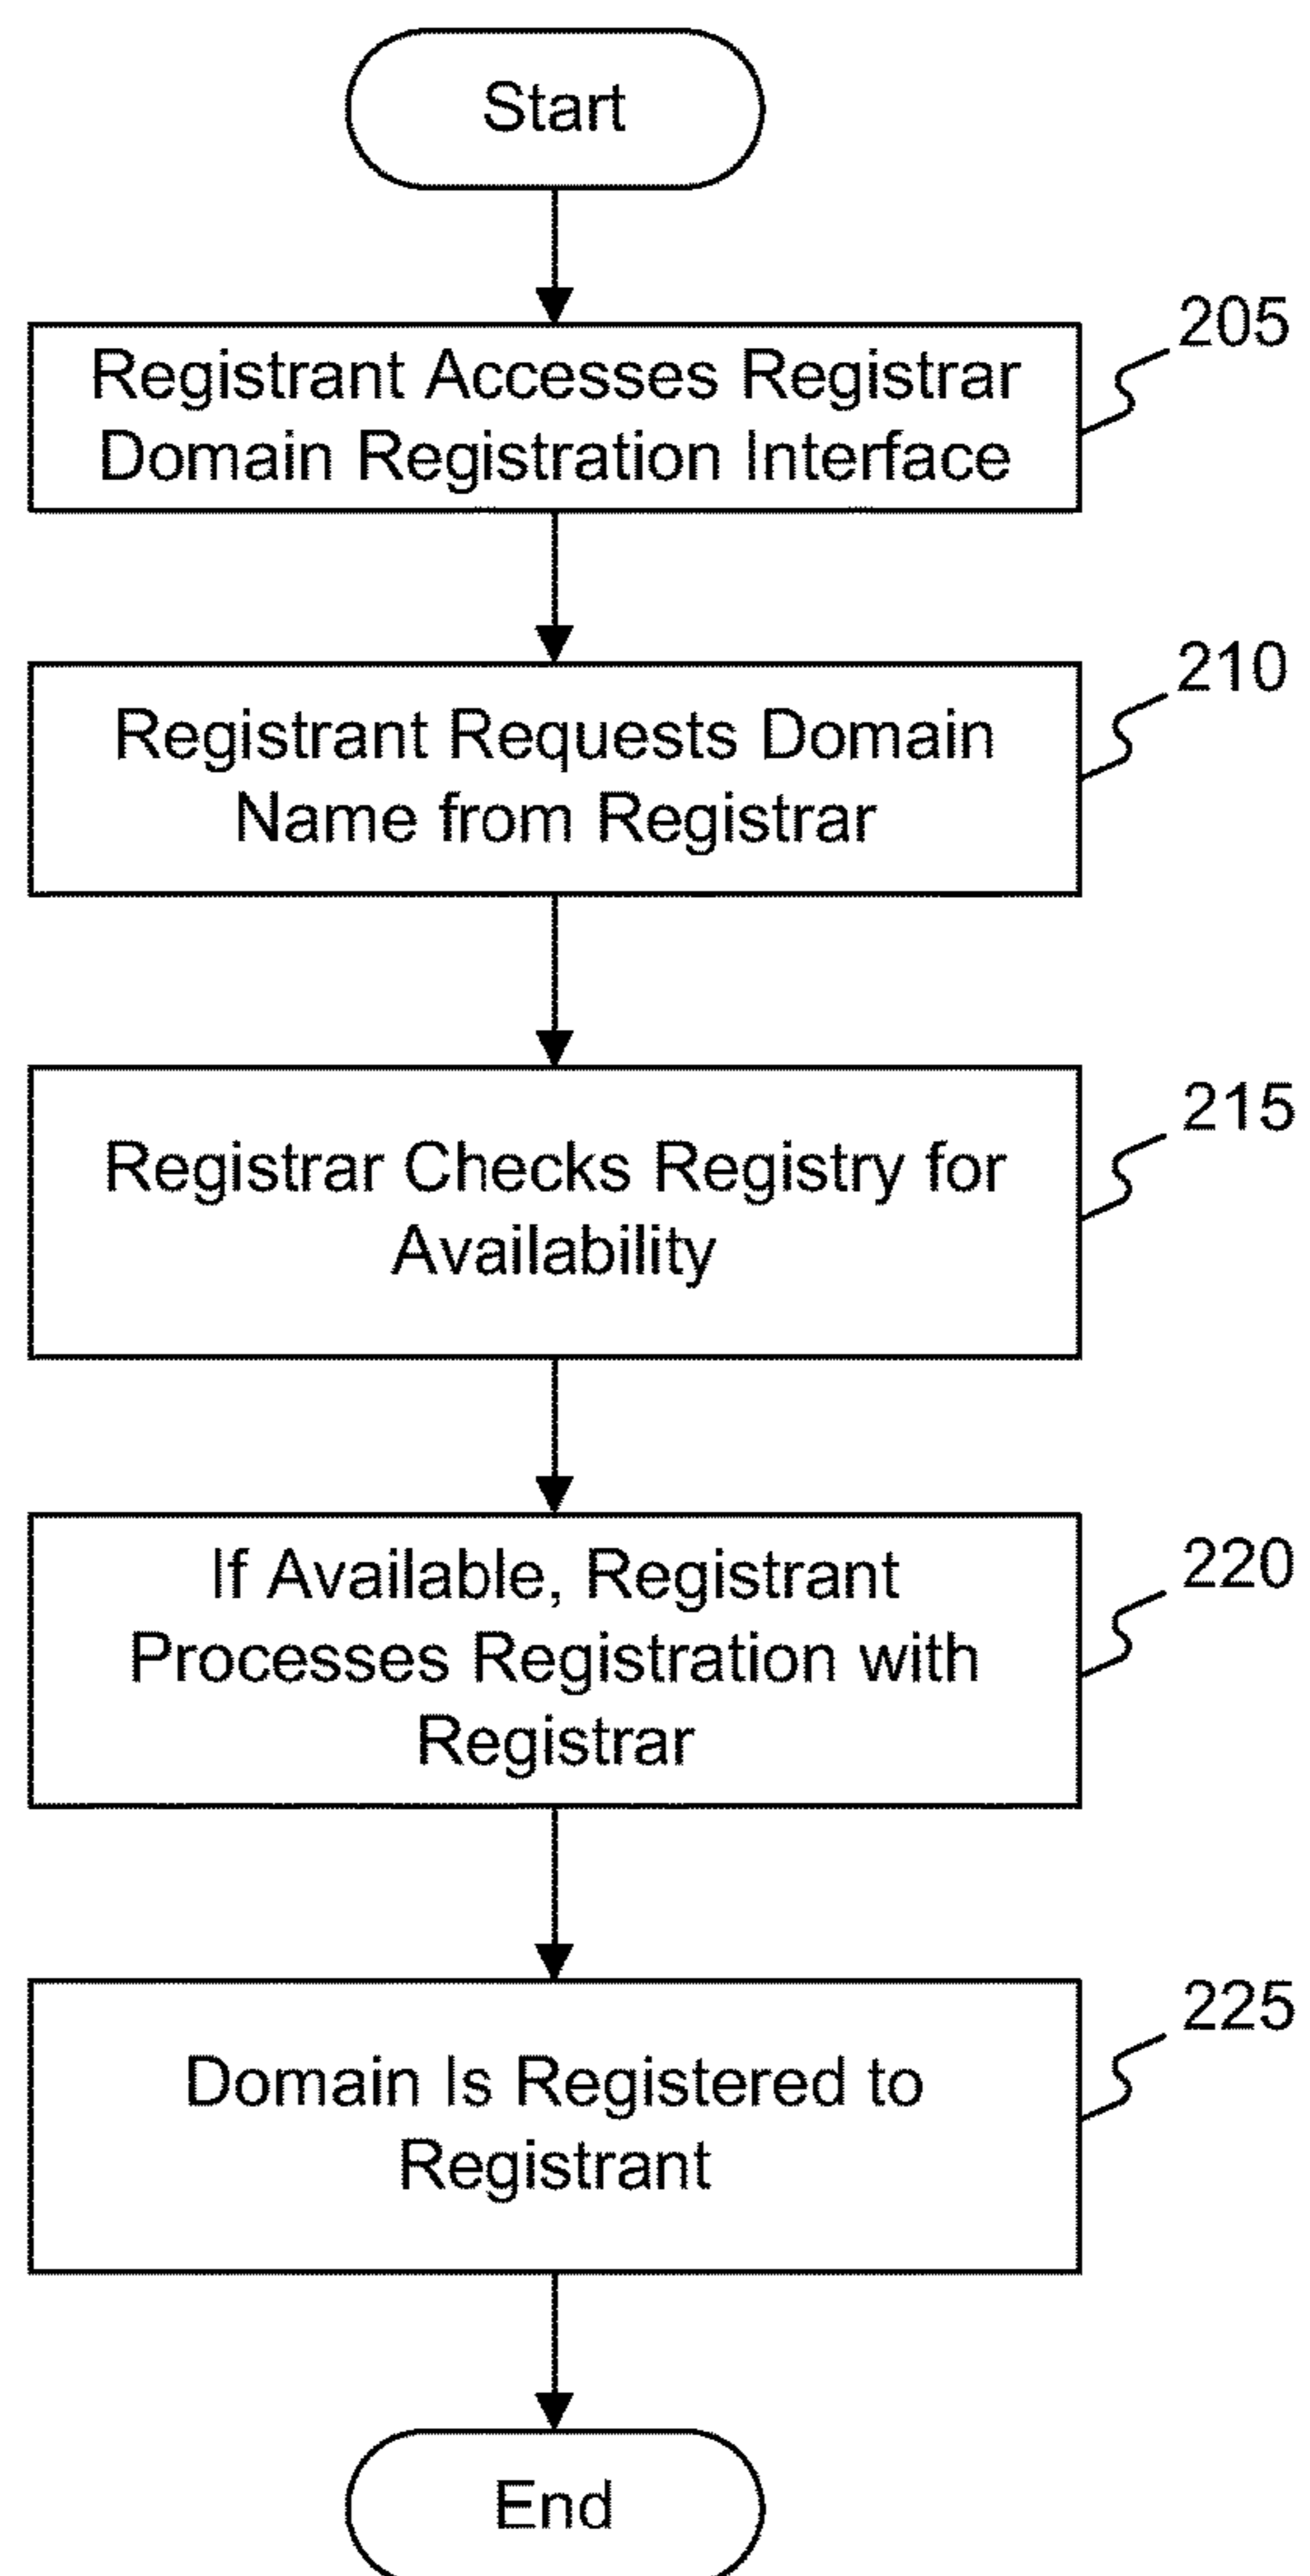 Start
205
Registrant Accesses Registrar
Domain Registration Interface
210
Registrant Requests Domain
Name from Registrar
215
Registrar Checks Registry for
Availability
220
If Available, Registrant
Processes Registration with
Registrar
225
Domain Is Registered to
Registrant
End